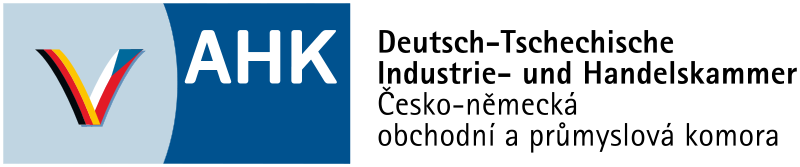 AHK
Deutsch-Tschechische
Industrie- und Handelskammer
Česko-německá
obchodní a průmyslová komora